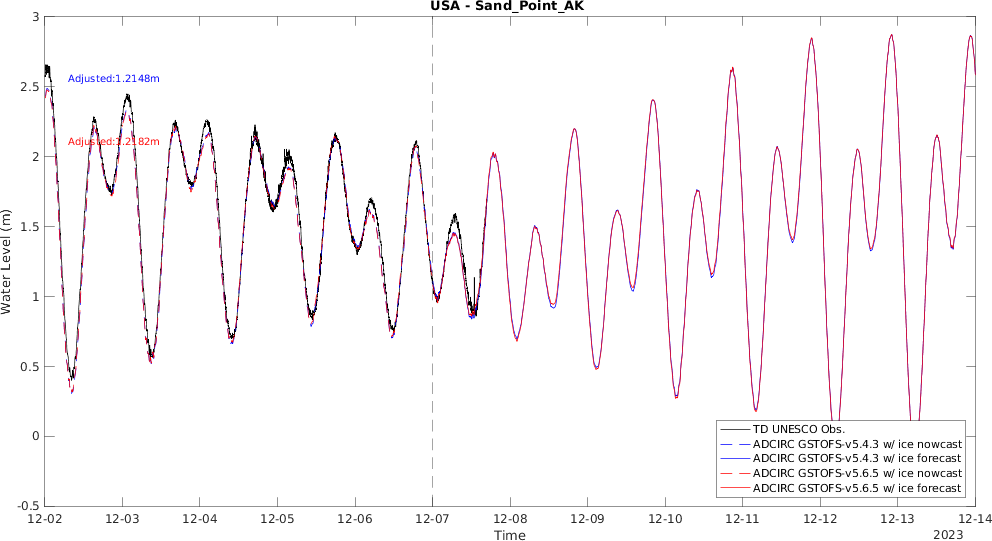 USA - Sand_Point_AK
3
2.5
2
1.5
1
0.5
0
-0.5
Water Level (m)
Adjusted:1.2148m
Adjusted:1.2182m
TD UNESCO Obs.
ADCIRC GSTOFS-v5.4.3 w/ ice nowcast
ADCIRC GSTOFS-v5.4.3 w/ ice forecast
ADCIRC GSTOFS-v5.6.5 w/ ice nowcast
ADCIRC GSTOFS-v5.6.5 w/ ice forecast
12-02 12-03 12-04 12-05 12-06 12-07 12-08 12-09 12-10 12-11 12-12 12-13 12-14
Time
2023